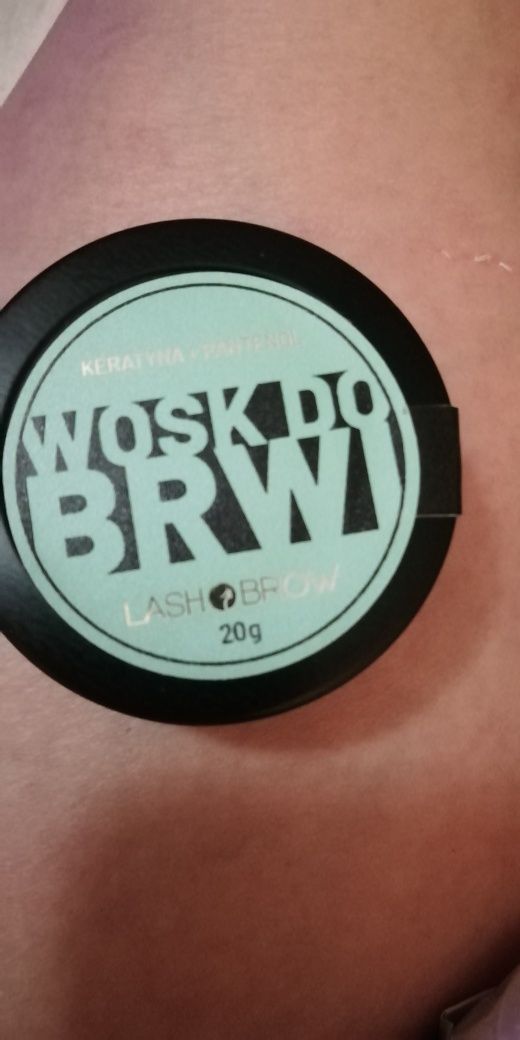 KERATYNA + PANTENOL
WOSK DO
BRWI
LASH BROW
20g